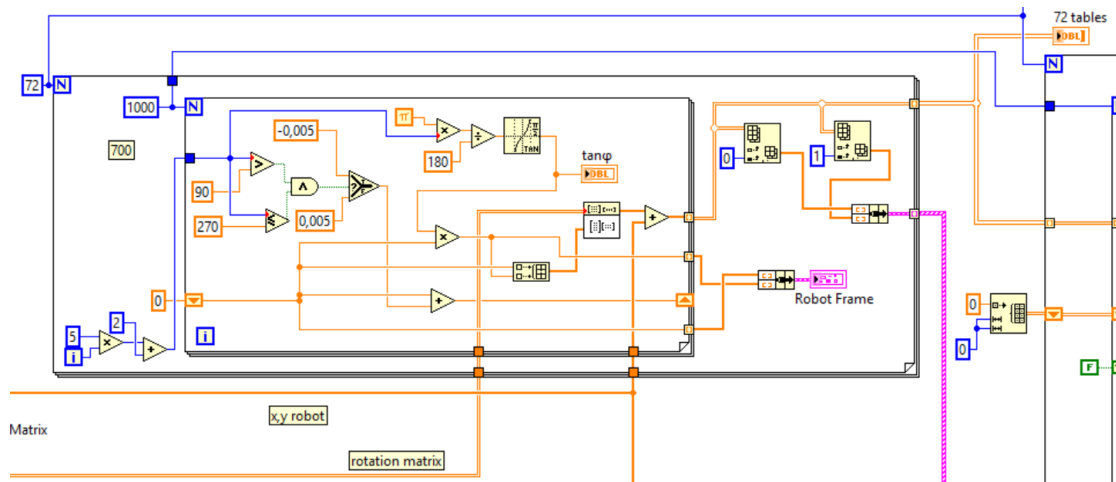 72 tables
DBL]
72
N
N
1000
N
-0,005
π
TAN
180
700
tanφ
DBL
0
1
90
270
0,005
0
Robot Frame
0
5
2
i
i
0
F
x,y robot
Matrix
rotation matrix